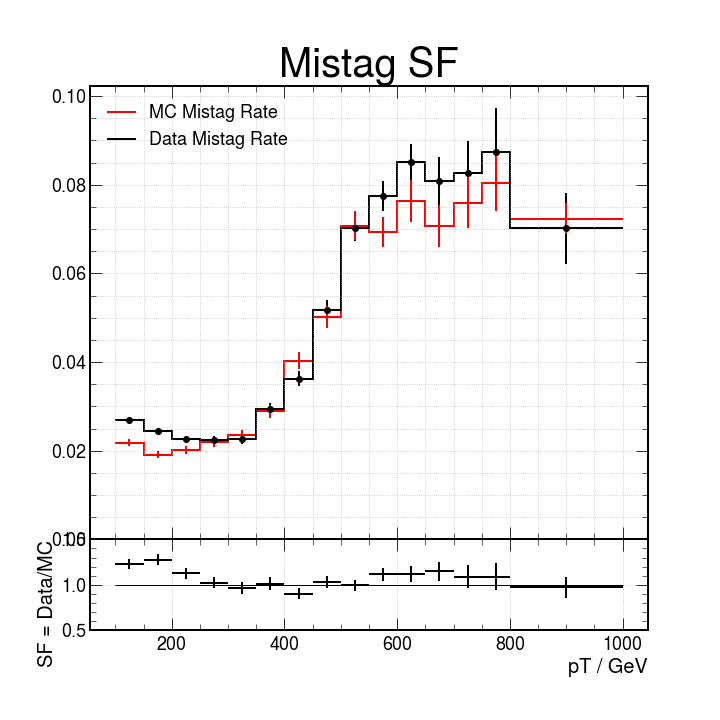 Mistag SF
0.10
MC Mistag Rate
Data Mistag Rate
0.08
0.06
0.04
0.02
1.5
1.0
0.5
SF = Data/MC
200 400 600 800 1000
pT / GeV